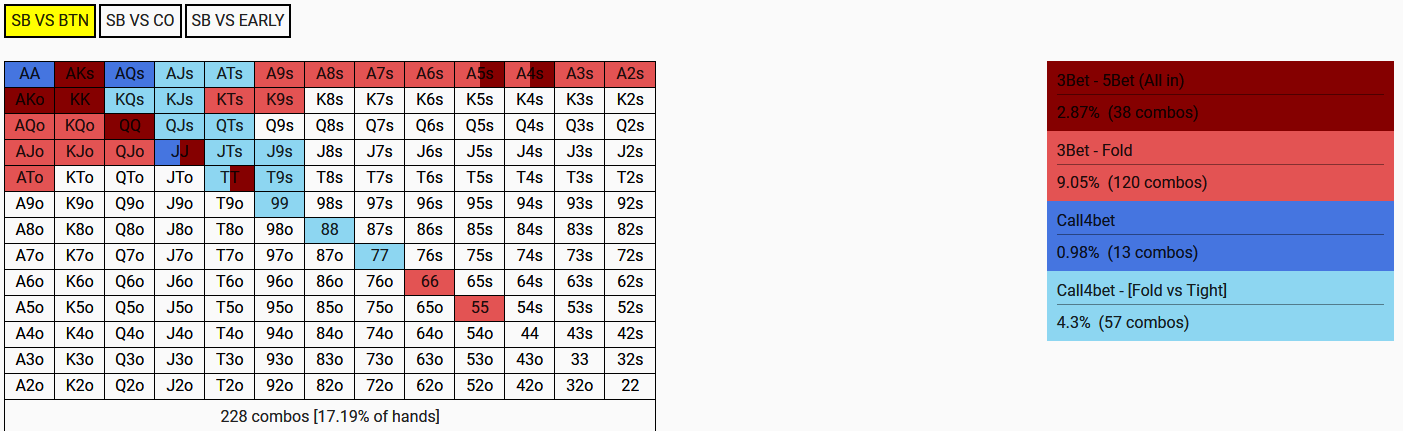 SB VS BTN SB VS CO SB VS EARLY
AA AKs AQs AJs ATs A9s A8s A7s A6s A5s A4s A3s A2s
AKo KK KQs KJs KTs K9s K8s K7s K6s K5s K4s K3s K2s
AQo KQo QQ QJs QTs Q9s Q8s Q7s Q6s Q5s Q4s Q3s Q2s
AJo KJo QJo JJ JTs J9s J8s J7s J6s J5s J4s J3s J2s
ATo KTo QTo JTo TT T9s T8s T7s T6s T5s T4s T3s T2s
A9o K9o Q9o J9o T9o 99 98s 97s 96s 95s 94s 93s 92s
A8o K8o Q8o J8o T8o 98o 88 87s 86s 85s 84s 83s 82s
A7o K7o Q7o J7o T7o 97o 87o 77 76s 75s 74s 73s 72s
A6o K6o Q6o J6o T6o 96o 86o 76o 66 65s 64s 63s 62s
A5o K5o Q5o J5o T5o 95o 85o 75o 65o 55 54s 53s 52s
A4o K4o Q4o J4o T4o 94o 84o 74o 64o 54o 44 43s 42s
A3o K3o Q3o J3o T3o 93o 83o 73o 63o 53o 43o 33 32s
A2o K2o Q2o J2o T2o 92o 82o 72o 62o 52o 42o 32o 22
228 combos [17.19% of hands]
3Bet - 5Bet (All in)
2.87% (38 combos)
3Bet - Fold
9.05% (120 combos)
Call4bet
0.98% (13 combos)
Call4bet - [Fold vs Tight]
4.3% (57 combos)